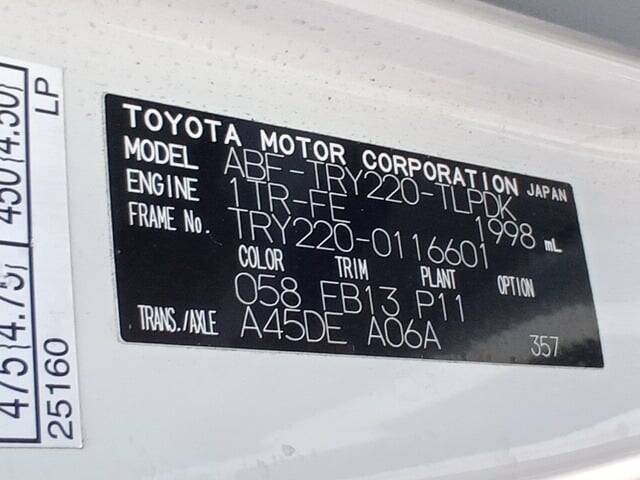 TOYOTA MOTOR CORPORATION JAPAN
MODEL ABF-TRY220-TLPDK
ENGINE 1TR-FE 1998 mL
FRAME No. TRY220-0116601
COLOR TRIM PLANT OPTION
058 FB13 P11
TRANS./AXLE A45DE A06A 357
475(4.75) 450(4.50)
25160 LP